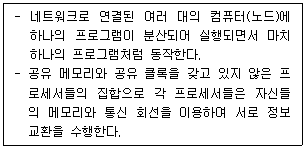 - 네트워크로 연결된 여러 대의 컴퓨터(노드)에
하나의 프로그램이 분산되어 실행되면서 마치
하나의 프로그램처럼 동작한다.
- 공유 메모리와 공유 클록을 갖고 있지 않은 프
로세서들의 집합으로 각 프로세서들은 자신들
의 메모리와 통신 회선을 이용하여 서로 정보
교환을 수행한다.